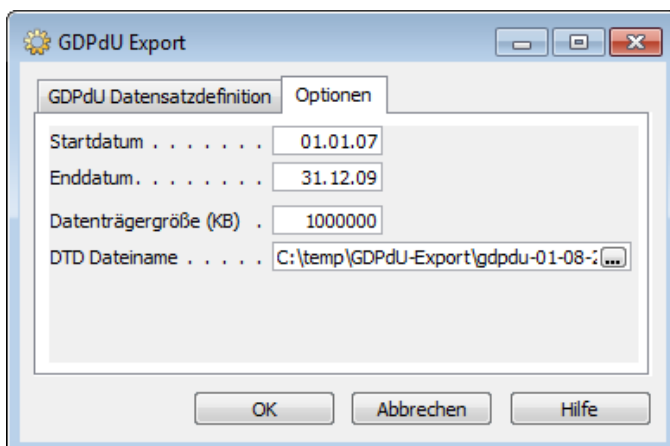 GDPdU Export
GDPdU Datensatzdefinition Optionen
Startdatum . . . . . . . 01.01.07
Enddatum. . . . . . . . 31.12.09
Datenträgergröße (KB) . 1000000
DTD Dateiname . . . . . C:\temp\GDPdU-Export\gdpdu-01-08-2...
OK Abbrechen Hilfe